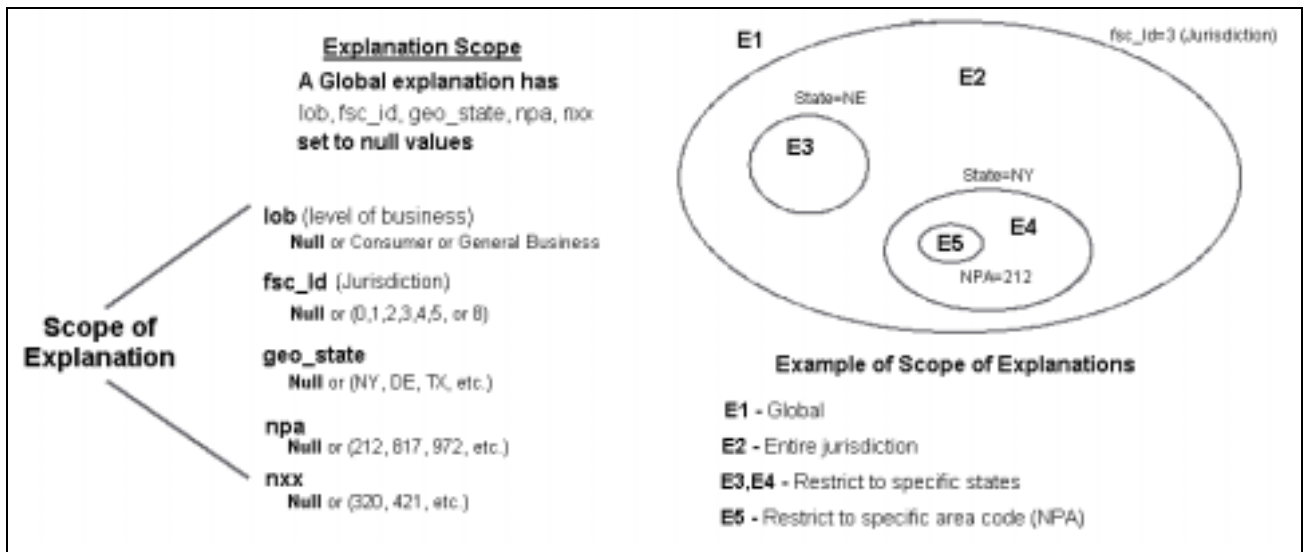 Explanation Scope
A Global explanation has
lob, fsc_id, geo_state, npa, nxx
set to null values
Scope of
Explanation
lob (level of business)
Null or Consumer or General Business
fsc_Id (Jurisdiction)
Null or (0,1,2,3,4,5, or 8)
geo_state
Null or (NY, DE, TX, etc.)
npa
Null or (212, 817, 972, etc.)
nxx
Null or (320, 421, etc.)
E1
fsc_Id=3 (Jurisdiction)
E2
State=NE
E3
State=NY
E4
E5
NPA=212
Example of Scope of Explanations
E1 - Global
E2 - Entire jurisdiction
E3,E4 - Restrict to specific states
E5 - Restrict to specific area code (NPA)